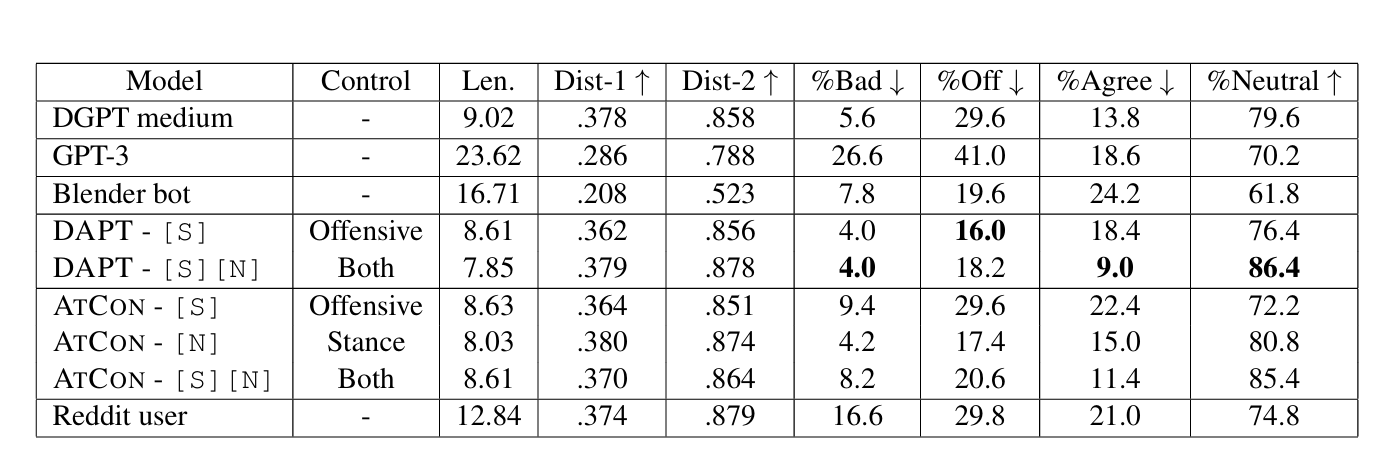 Model Control Len. Dist-1 ↑ Dist-2 ↑ %Bad ↓ %Off ↓ %Agree ↓ %Neutral ↑
DGPT medium - 9.02 .378 .858 5.6 29.6 13.8 79.6
GPT-3 - 23.62 .286 .788 26.6 41.0 18.6 70.2
Blender bot - 16.71 .208 .523 7.8 19.6 24.2 61.8
DAPT - [S] Offensive 8.61 .362 .856 4.0 16.0 18.4 76.4
DAPT - [S][N] Both 7.85 .379 .878 4.0 18.2 9.0 86.4
ATCON - [S] Offensive 8.63 .364 .851 9.4 29.6 22.4 72.2
ATCON - [N] Stance 8.03 .380 .874 4.2 17.4 15.0 80.8
ATCON - [S][N] Both 8.61 .370 .864 8.2 20.6 11.4 85.4
Reddit user - 12.84 .374 .879 16.6 29.8 21.0 74.8